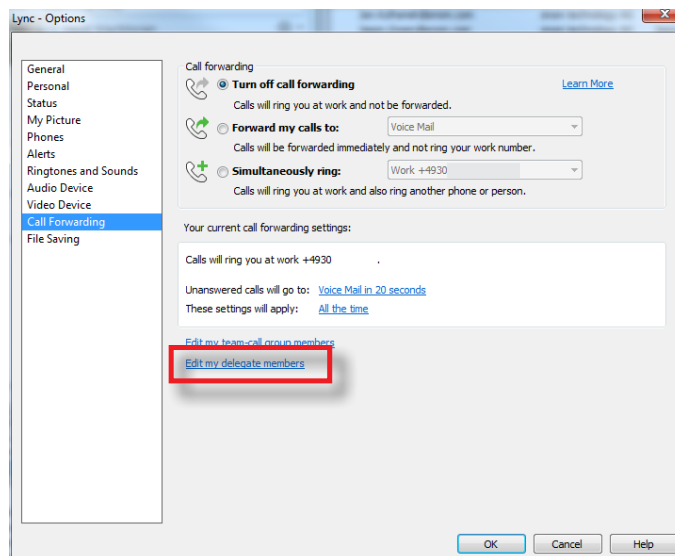 Lync - Options
General
Personal
Status
My Picture
Phones
Alerts
Ringtones and Sounds
Audio Device
Video Device
Call Forwarding
File Saving
Call forwarding
Turn off call forwarding
Learn More
Calls will ring you at work and not be forwarded.
Forward my calls to:
Voice Mail
Calls will be forwarded immediately and not ring your work number.
Simultaneously ring:
Work +4930
Calls will ring you at work and also ring another phone or person.
Your current call forwarding settings:
Calls will ring you at work +4930 .
Unanswered calls will go to: Voice Mail in 20 seconds
These settings will apply: All the time
Edit my team-call group members
Edit my delegate members
OK
Cancel
Help